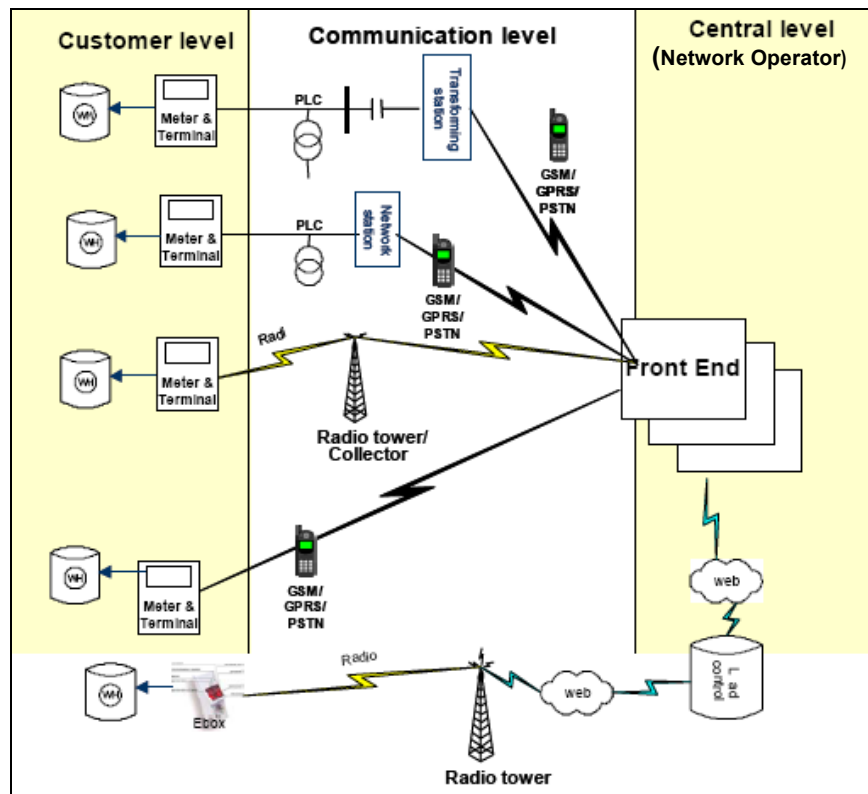 Customer level
Communication level
Central level
(Network Operator)
WH
Meter &
Terminal
PLC
Transforming
station
GSM/
GPRS/
PSTN
WH
Meter &
Terminal
PLC
Network
station
GSM/
GPRS/
PSTN
WH
Meter &
Terminal
Radi
Radio tower/
Collector
Front End
WH
Meter &
Terminal
GSM/
GPRS/
PSTN
web
WH
Ebox
Radio
Radio tower
web
L ad
control